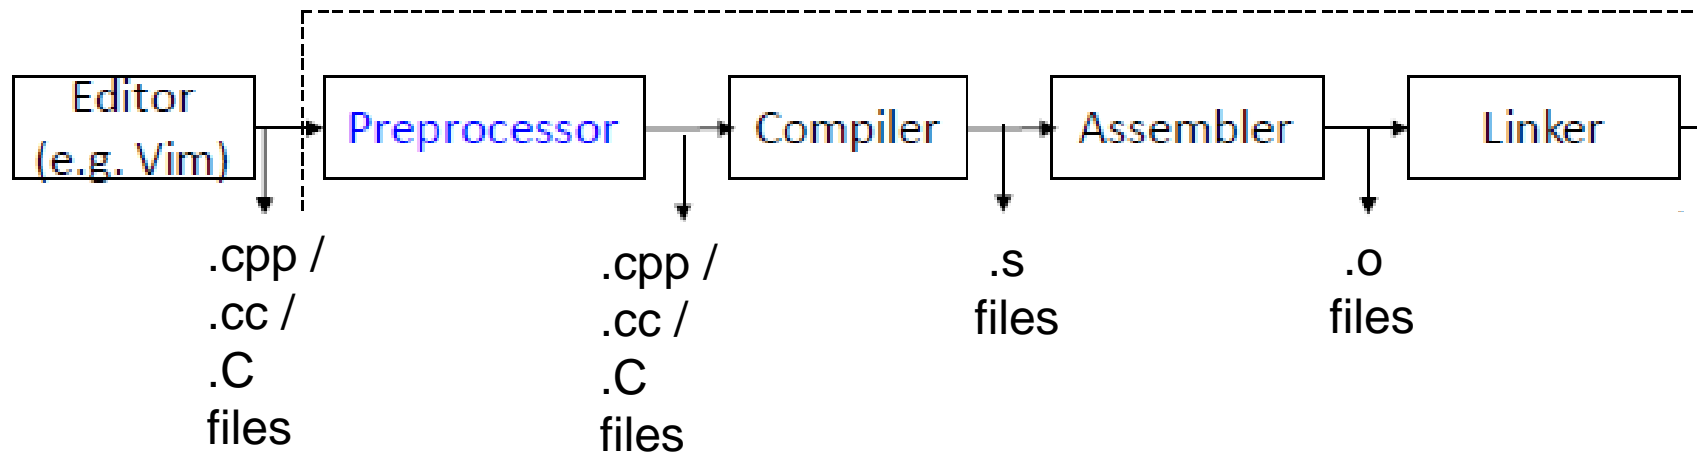 Editor
(e.g. Vim)
Preprocessor
Compiler
Assembler
Linker
.cpp /
.cc /
.C
files
.cpp /
.cc /
.C
files
.s
files
.o
files